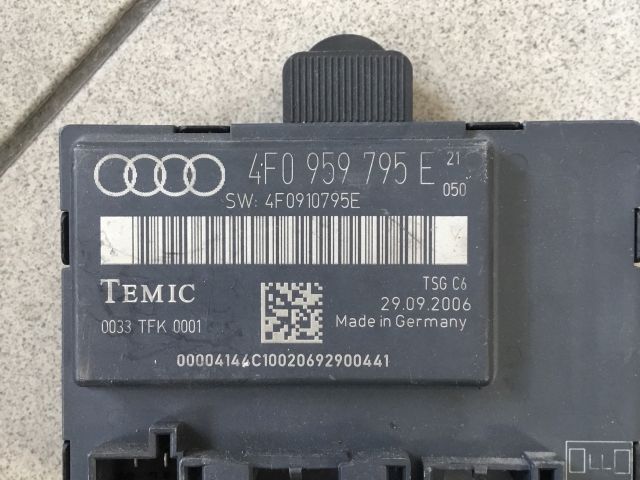 4F0 959 795 E 21
050
SW: 4F0910795E
TEMIC
TSG C6
29.09.2006
0033 TFK 0001
Made in Germany
00004144C10020692900441